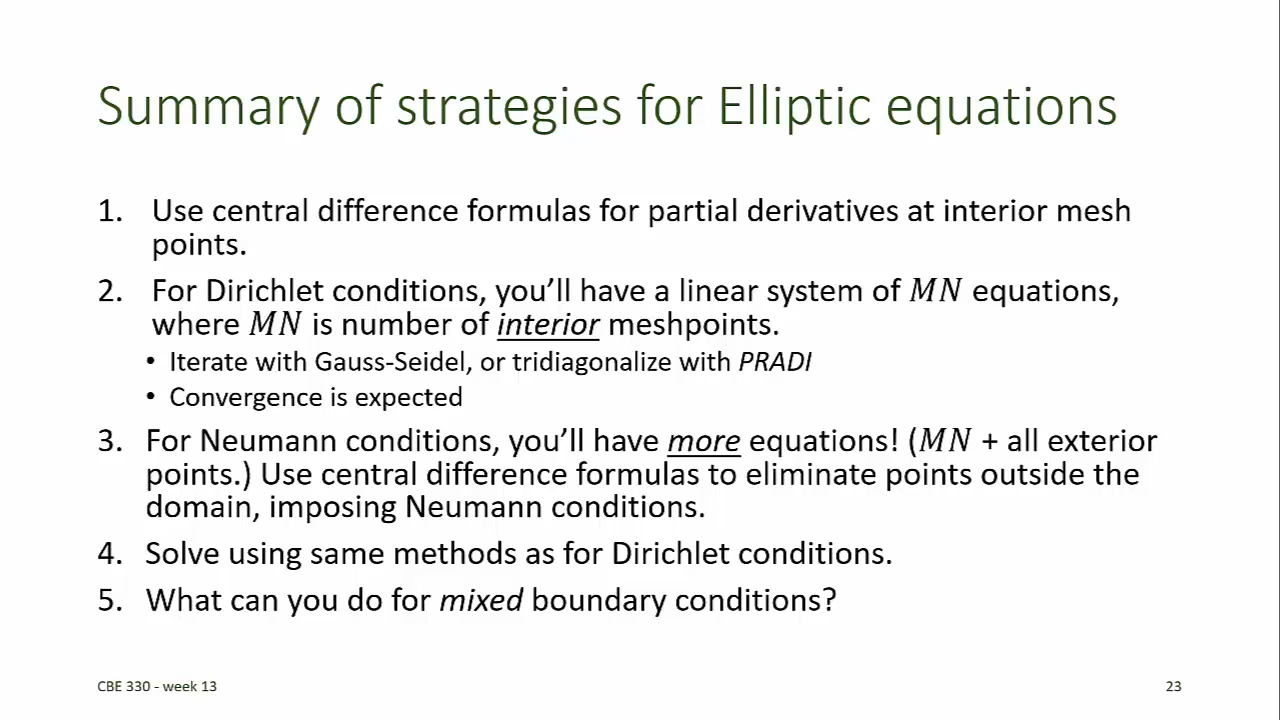 Summary of strategies for Elliptic equations
1. Use central difference formulas for partial derivatives at interior mesh
points.
2. For Dirichlet conditions, you’ll have a linear system of MN equations,
where MN is number of interior meshpoints.
• Iterate with Gauss-Seidel, or tridiagonalize with PRADI
• Convergence is expected
3. For Neumann conditions, you’ll have more equations! (MN + all exterior
points.) Use central difference formulas to eliminate points outside the
domain, imposing Neumann conditions.
4. Solve using same methods as for Dirichlet conditions.
5. What can you do for mixed boundary conditions?
CBE 330 - week 13
23